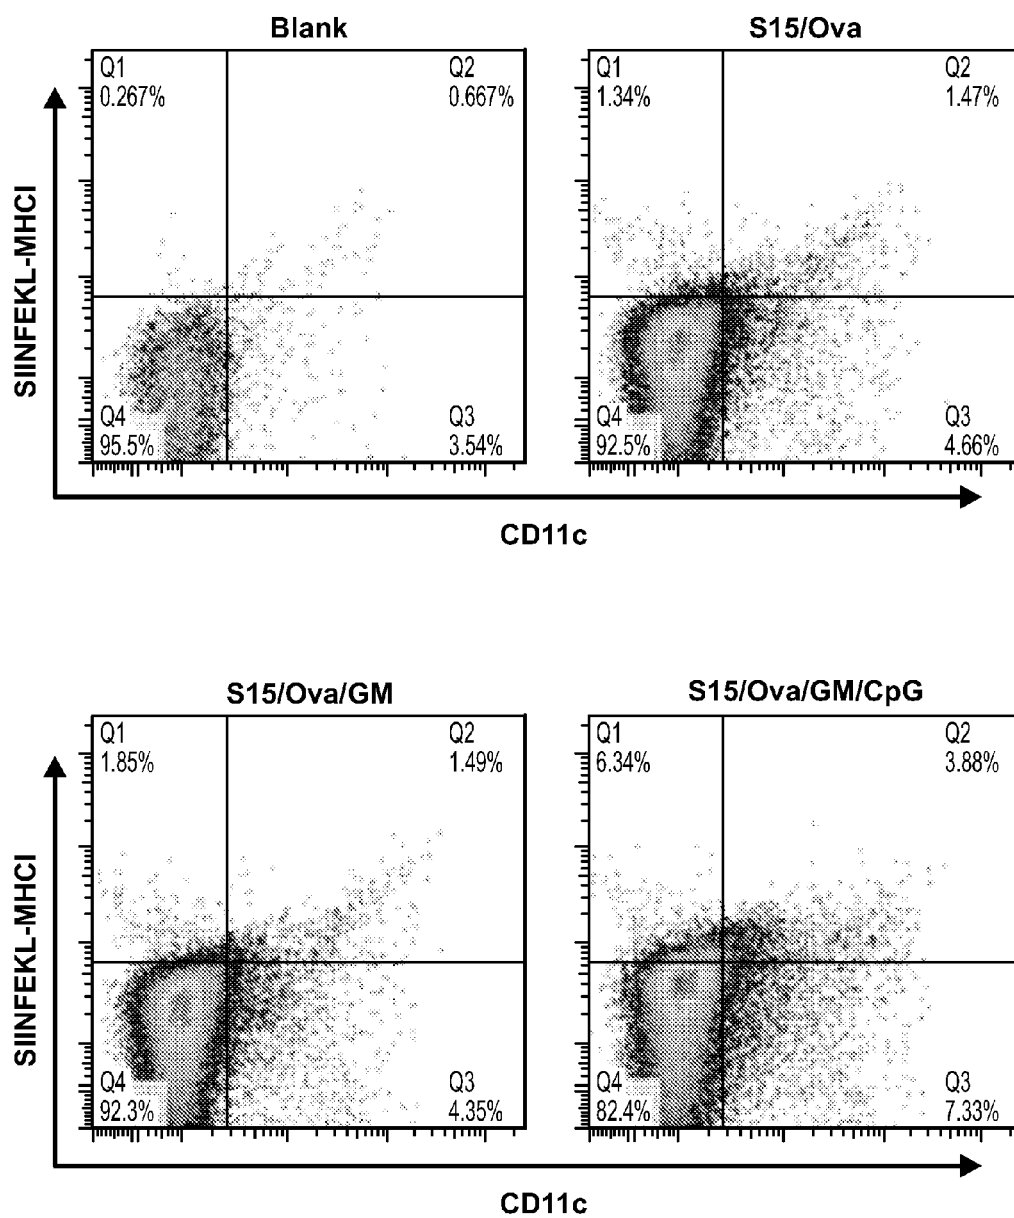 Blank
S15/Ova
Q1
0.267%
Q2
0.667%
Q1
1.34%
Q2
1.47%
SIINFEKL-MHCI
Q4
95.5%
Q3
3.54%
Q4
92.5%
Q3
4.66%
CD11c
S15/Ova/GM
S15/Ova/GM/CpG
Q1
1.85%
Q2
1.49%
Q1
6.34%
Q2
3.88%
SIINFEKL-MHCI
Q4
92.3%
Q3
4.35%
Q4
82.4%
Q3
7.33%
CD11c